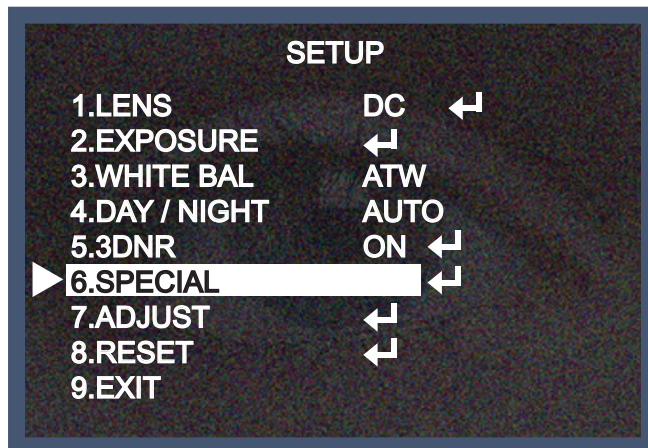 SETUP
1.LENS DC ↵
2.EXPOSURE ↵
3.WHITE BAL ATW
4.DAY / NIGHT AUTO
5.3DNR ON ↵
6.SPECIAL ↵
7.ADJUST ↵
8.RESET ↵
9.EXIT